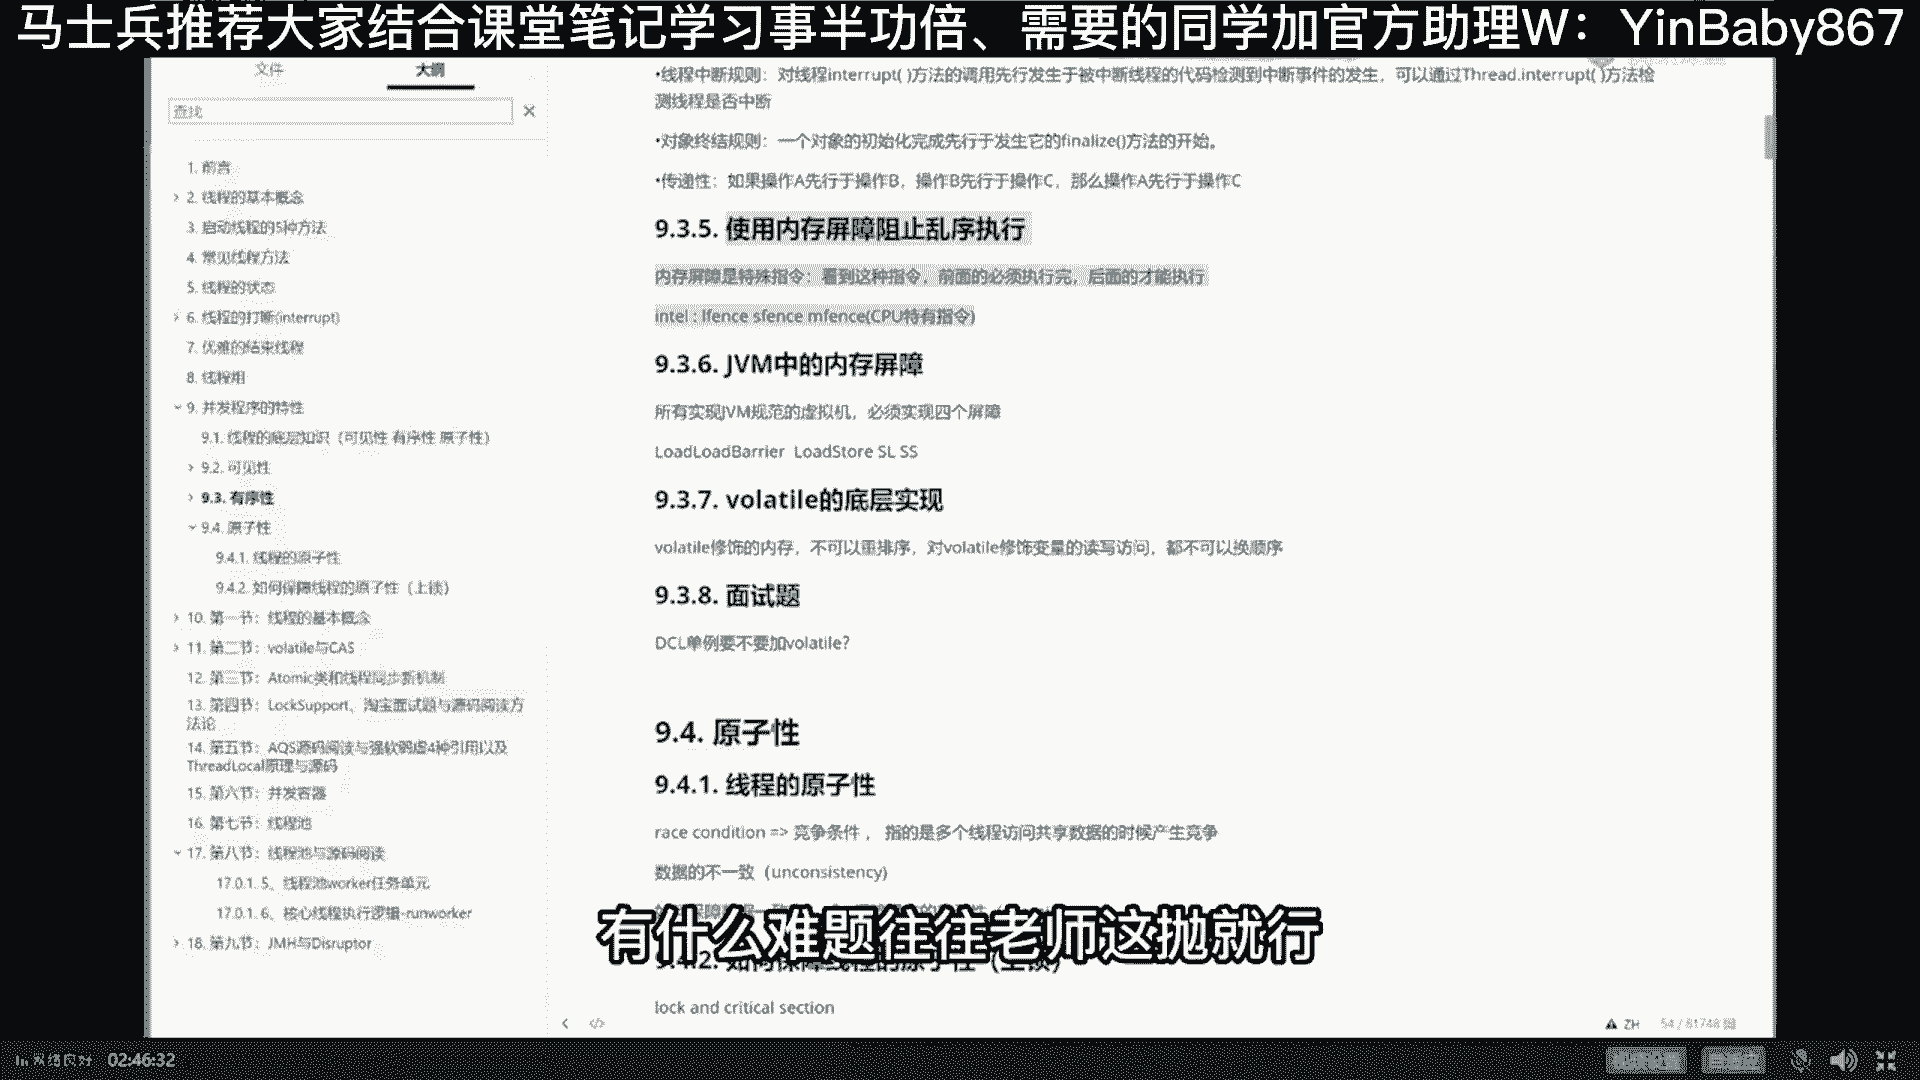 马士兵推荐大家结合课堂笔记学习事半功倍、需要的同学加官方助理W：YinBaby867
文件
大纲
查找
1. 前言
2. 线程的基本概念
3. 启动线程的5种方法
4. 常见线程方法
5. 线程的状态
6. 线程的打断(interrupt)
7. 优雅的结束线程
8. 线程组
9. 并发程序的特性
9.1. 线程的底层知识（可见性 有序性 原子性）
9.2. 可见性
9.3. 有序性
9.4. 原子性
9.4.1. 线程的原子性
9.4.2. 如何保障线程的原子性（上锁）
10. 第一节：线程的基本概念
11. 第二节：volatile与CAS
12. 第三节：Atomic类和线程同步新机制
13. 第四节：LockSupport、淘宝面试题与源码阅读方
法论
14. 第五节：AQS源码阅读与强软弱虚4种引用以及
ThreadLocal原理与源码
15. 第六节：并发容器
16. 第七节：线程池
17. 第八节：线程池与源码阅读
17.0.1. 5、线程池worker任务单元
17.0.1. 6、核心线程执行逻辑-runworker
18. 第九节：JMH与Disruptor
•线程中断规则：对线程interrupt( )方法的调用先行发生于被中断线程的代码检测到中断事件的发生，可以通过Thread.interrupt( )方法检
测线程是否中断
•对象终结规则：一个对象的初始化完成先行于发生它的finalize()方法的开始。
•传递性：如果操作A先行于操作B，操作B先行于操作C，那么操作A先行于操作C
9.3.5. 使用内存屏障阻止乱序执行
内存屏障是特殊指令：看到这种指令，前面的必须执行完，后面的才能执行
intel : lfence sfence mfence(CPU特有指令)
9.3.6. JVM中的内存屏障
所有实现JVM规范的虚拟机，必须实现四个屏障
LoadLoadBarrier LoadStore SL SS
9.3.7. volatile的底层实现
volatile修饰的内存，不可以重排序，对volatile修饰变量的读写访问，都不可以换顺序
9.3.8. 面试题
DCL单例要不要加volatile？
9.4. 原子性
9.4.1. 线程的原子性
race condition => 竞争条件 ， 指的是多个线程访问共享数据的时候产生竞争
数据的不一致（unconsistency)
有什么难题往往老师这抛就行
9.4.2. 如何保障线程的原子性（上锁）
lock and critical section
ZH
02:46:32